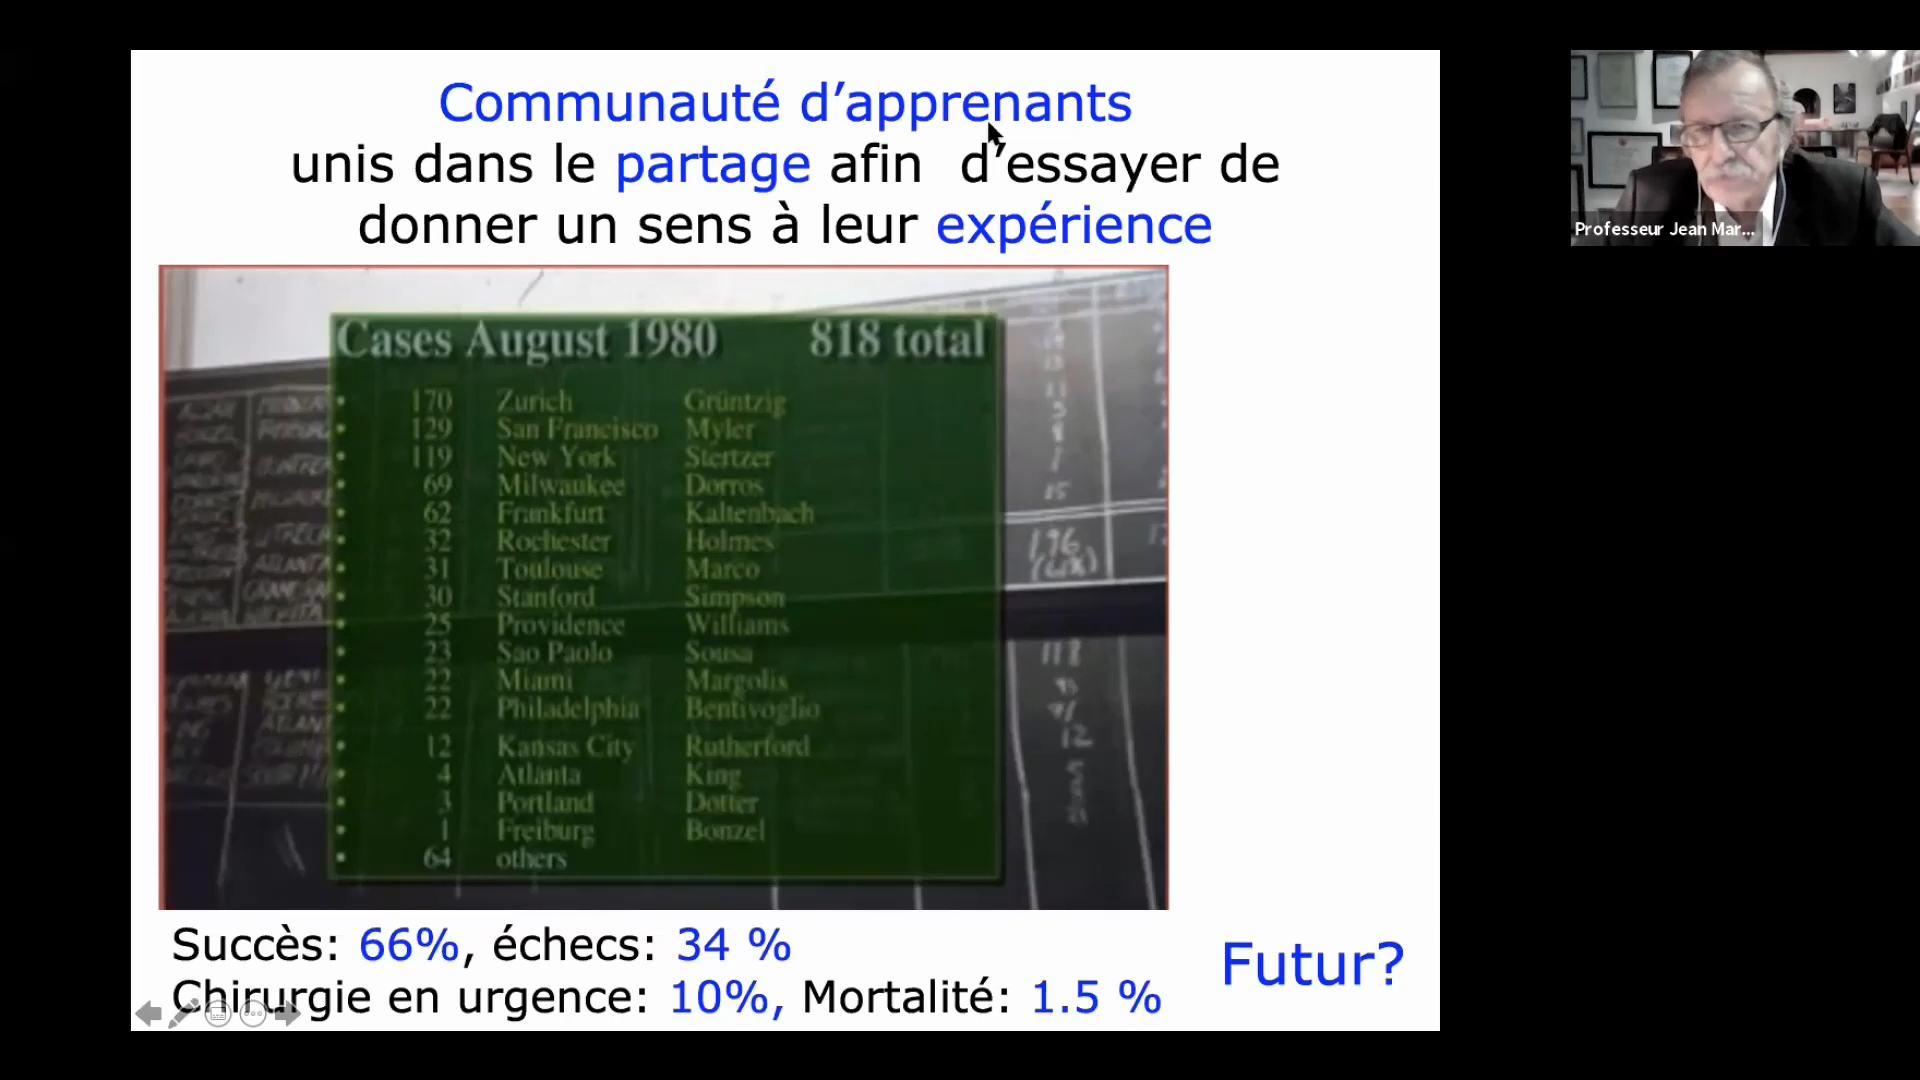 Communauté d’apprenants
unis dans le partage afin d’essayer de
donner un sens à leur expérience
Cases August 1980 818 total
• 170 Zurich Grüntzig
• 129 San Francisco Myler
• 119 New York Stertzer
• 69 Milwaukee Dorros
• 62 Frankfurt Kaltenbach
• 32 Rochester Holmes
• 31 Toulouse Marco
• 30 Stanford Simpson
• 25 Providence Williams
• 23 Sao Paolo Sousa
• 22 Miami Margolis
• 22 Philadelphia Bentivoglio
• 12 Kansas City Rutherford
• 4 Atlanta King
• 3 Portland Dotter
• 1 Freiburg Bonzel
• 64 others
196
15
12
Succès: 66%, échecs: 34 %
Chirurgie en urgence: 10%, Mortalité: 1.5 %
Futur?
Professeur Jean Mar...